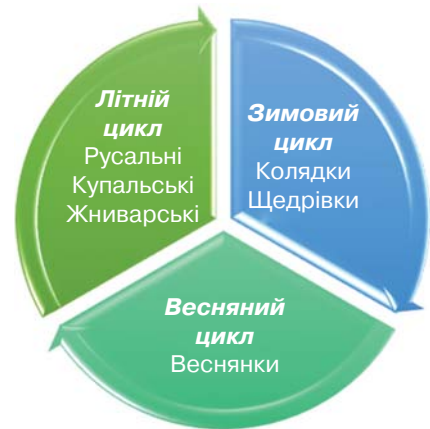 Літній
цикл
Русальні
Купальські
Жниварські
Зимовий
цикл
Колядки
Щедрівки
Весняний
цикл
Веснянки